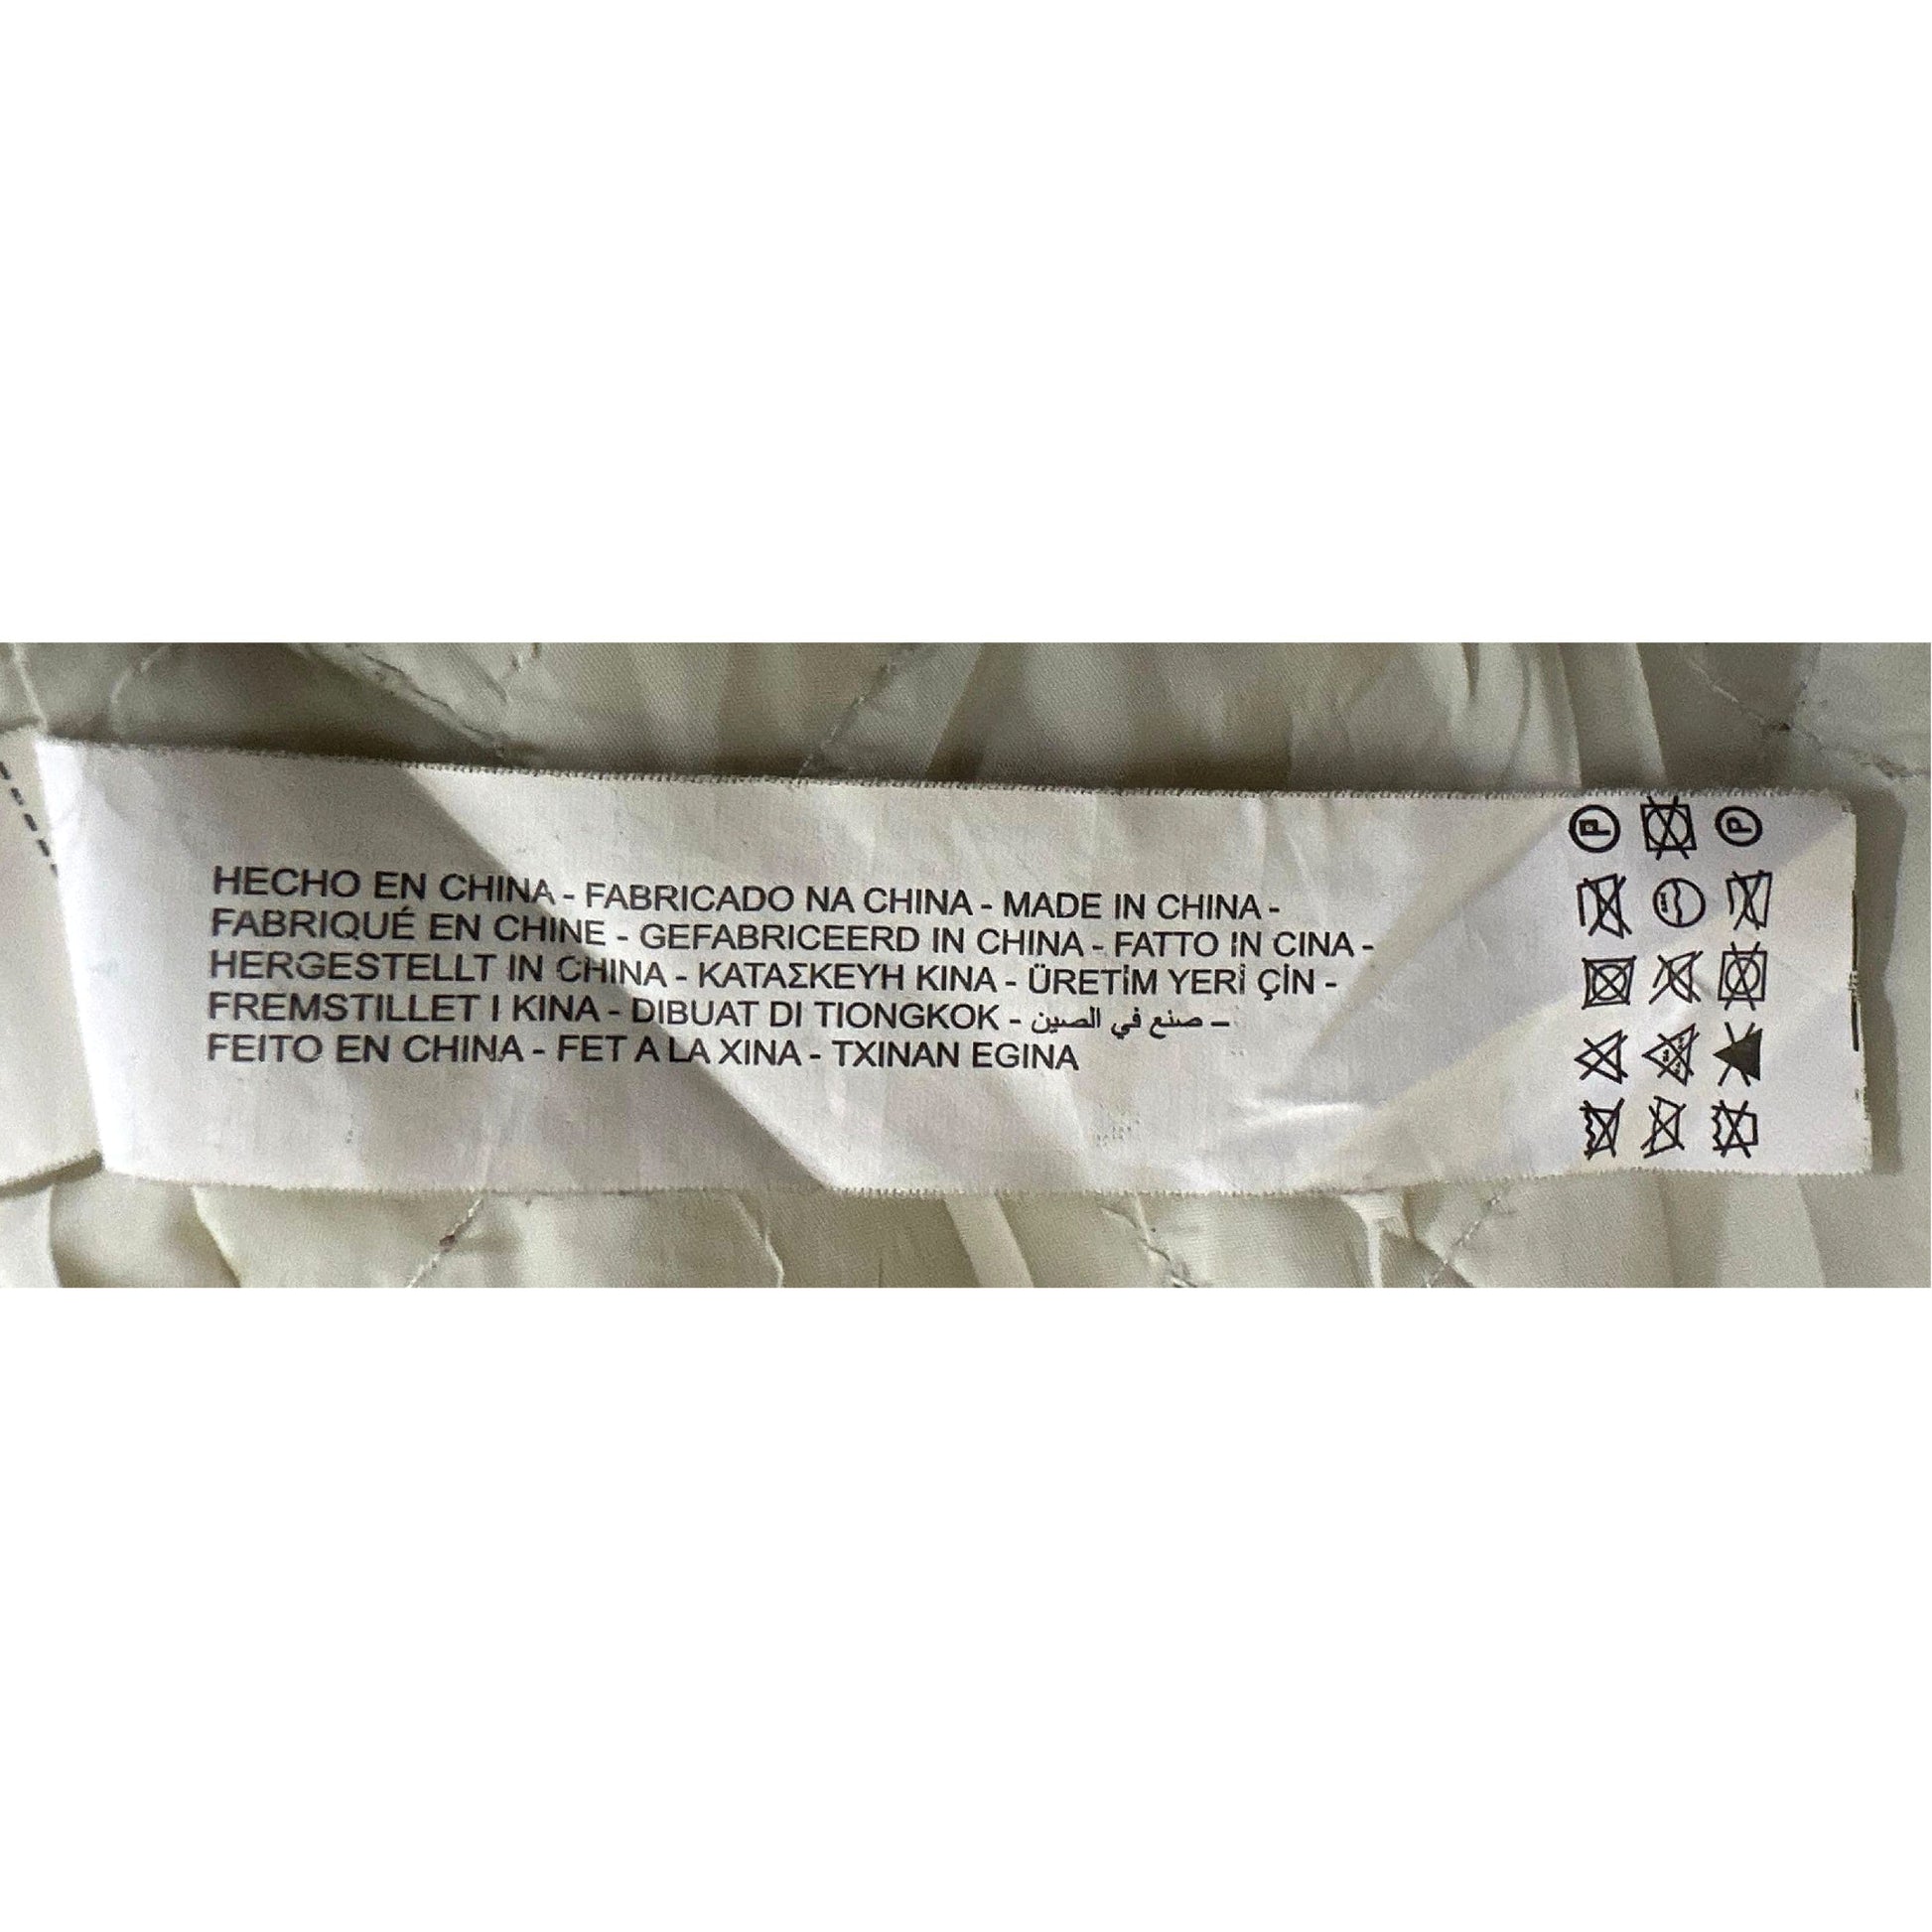 HECHO EN CHINA - FABRICADO NA CHINA - MADE IN CHINA -
FABRIQUÉ EN CHINE - GEFABRICEERD IN CHINA - FATTO IN CINA -
HERGESTELLT IN CHINA - ΚΑΤΑΣΚΕΥΗ ΚΙΝΑ - ÜRETİM YERİ ÇİN -
FREMSTILLET I KINA - DIBUAT DI TIONGKOK - صنع في الصين –
FEITO EN CHINA - FET A LA XINA - TXINAN EGINA
P P